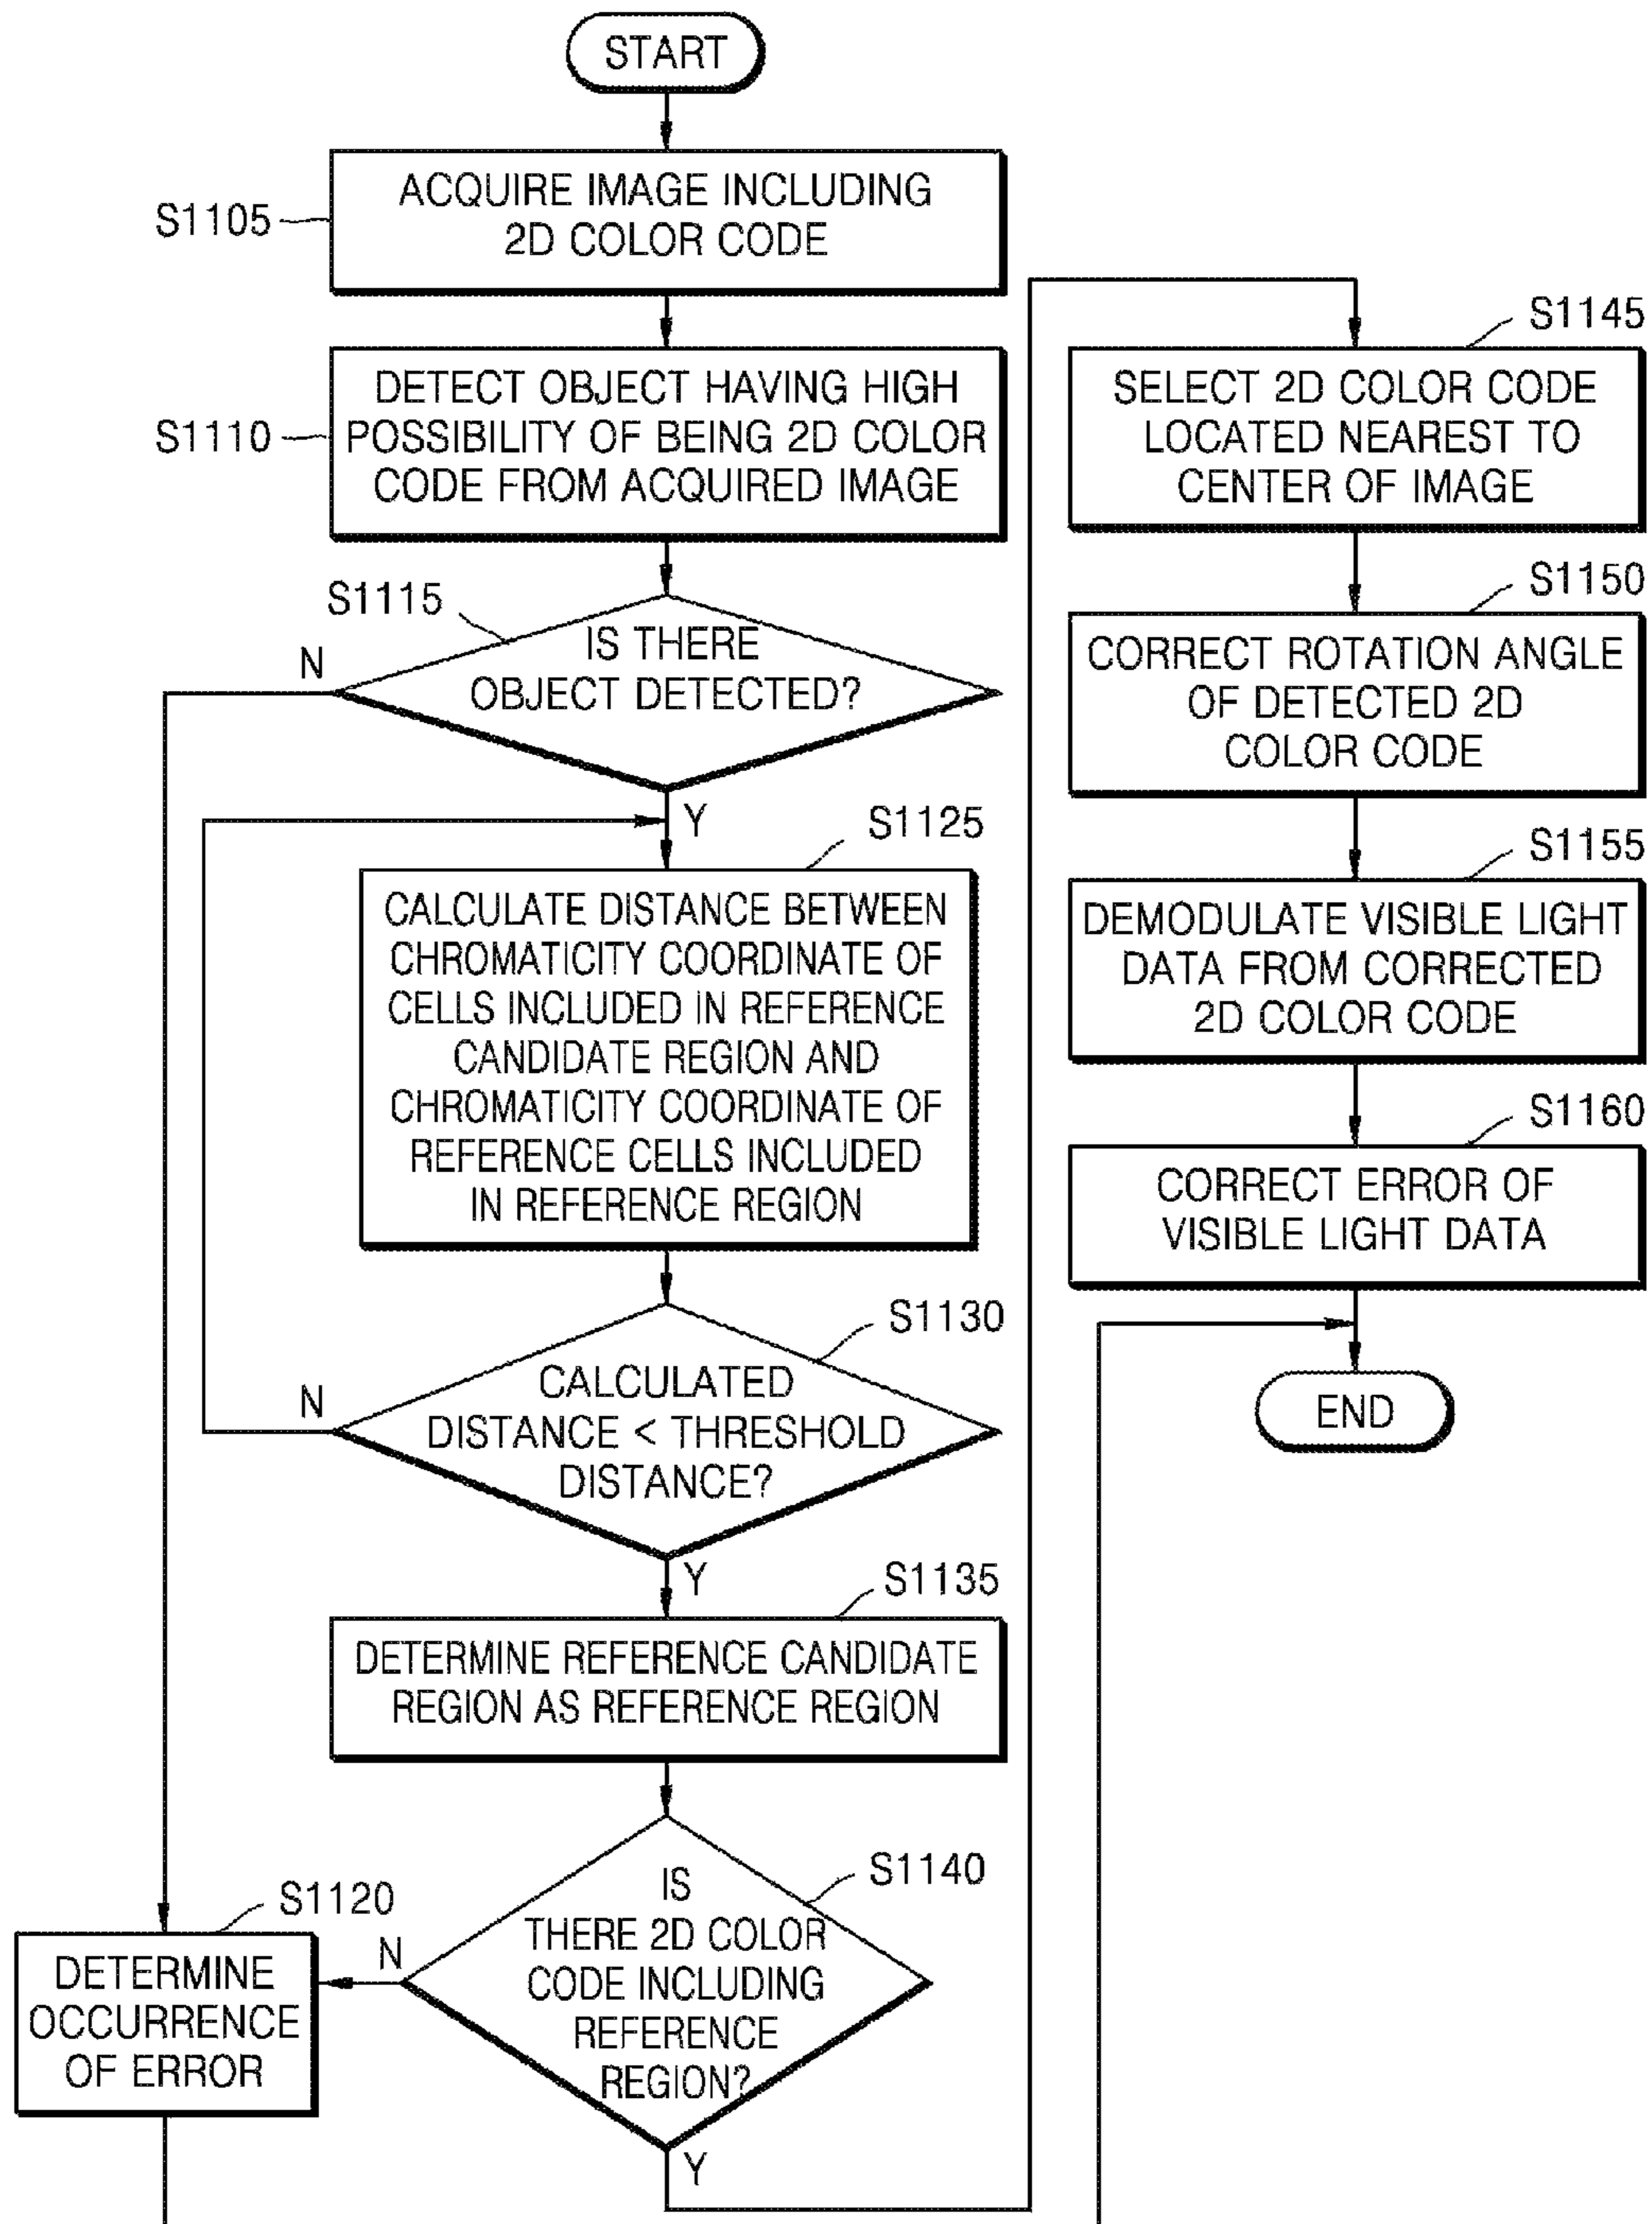 START
S1105
ACQUIRE IMAGE INCLUDING
2D COLOR CODE
S1110
DETECT OBJECT HAVING HIGH
POSSIBILITY OF BEING 2D COLOR
CODE FROM ACQUIRED IMAGE
S1115
IS THERE
OBJECT DETECTED?
N
Y
S1125
CALCULATE DISTANCE BETWEEN
CHROMATICITY COORDINATE OF
CELLS INCLUDED IN REFERENCE
CANDIDATE REGION AND
CHROMATICITY COORDINATE OF
REFERENCE CELLS INCLUDED
IN REFERENCE REGION
S1130
CALCULATED
DISTANCE < THRESHOLD
DISTANCE?
N
Y
S1135
DETERMINE REFERENCE CANDIDATE
REGION AS REFERENCE REGION
S1140
IS
THERE 2D COLOR
CODE INCLUDING
REFERENCE
REGION?
N
Y
S1120
DETERMINE
OCCURRENCE
OF ERROR
S1145
SELECT 2D COLOR CODE
LOCATED NEAREST TO
CENTER OF IMAGE
S1150
CORRECT ROTATION ANGLE
OF DETECTED 2D
COLOR CODE
S1155
DEMODULATE VISIBLE LIGHT
DATA FROM CORRECTED
2D COLOR CODE
S1160
CORRECT ERROR OF
VISIBLE LIGHT DATA
END